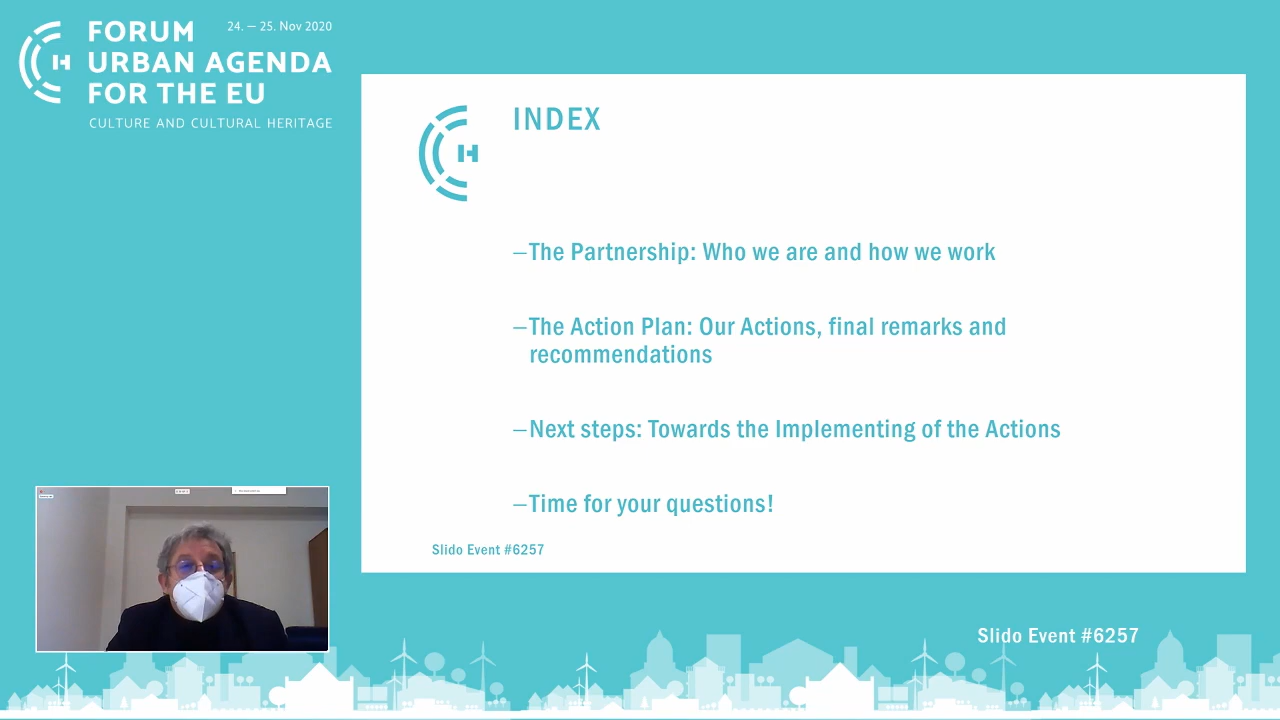 FORUM
24. — 25. Nov 2020
URBAN AGENDA
FOR THE EU
CULTURE AND CULTURAL HERITAGE
INDEX
–The Partnership: Who we are and how we work
–The Action Plan: Our Actions, final remarks and
recommendations
–Next steps: Towards the Implementing of the Actions
–Time for your questions!
Slido Event #6257
Slido Event #6257